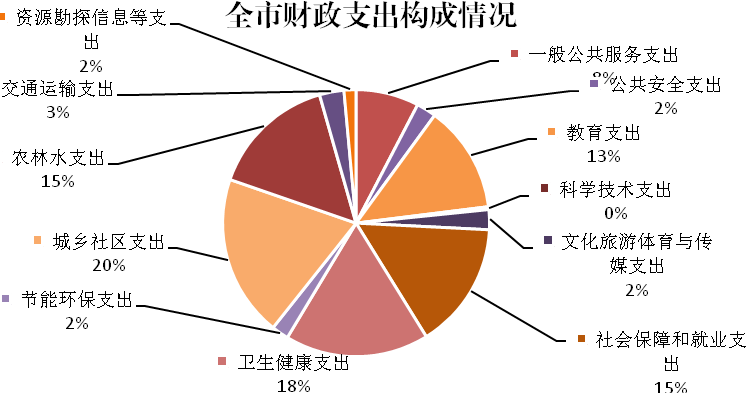 全市财政支出构成情况
资源勘探信息等支
出
2%
交通运输支出
3%
农林水支出
15%
城乡社区支出
20%
节能环保支出
2%
卫生健康支出
18%
一般公共服务支出
8%
公共安全支出
2%
教育支出
13%
科学技术支出
0%
文化旅游体育与传
媒支出
2%
社会保障和就业支
出
15%